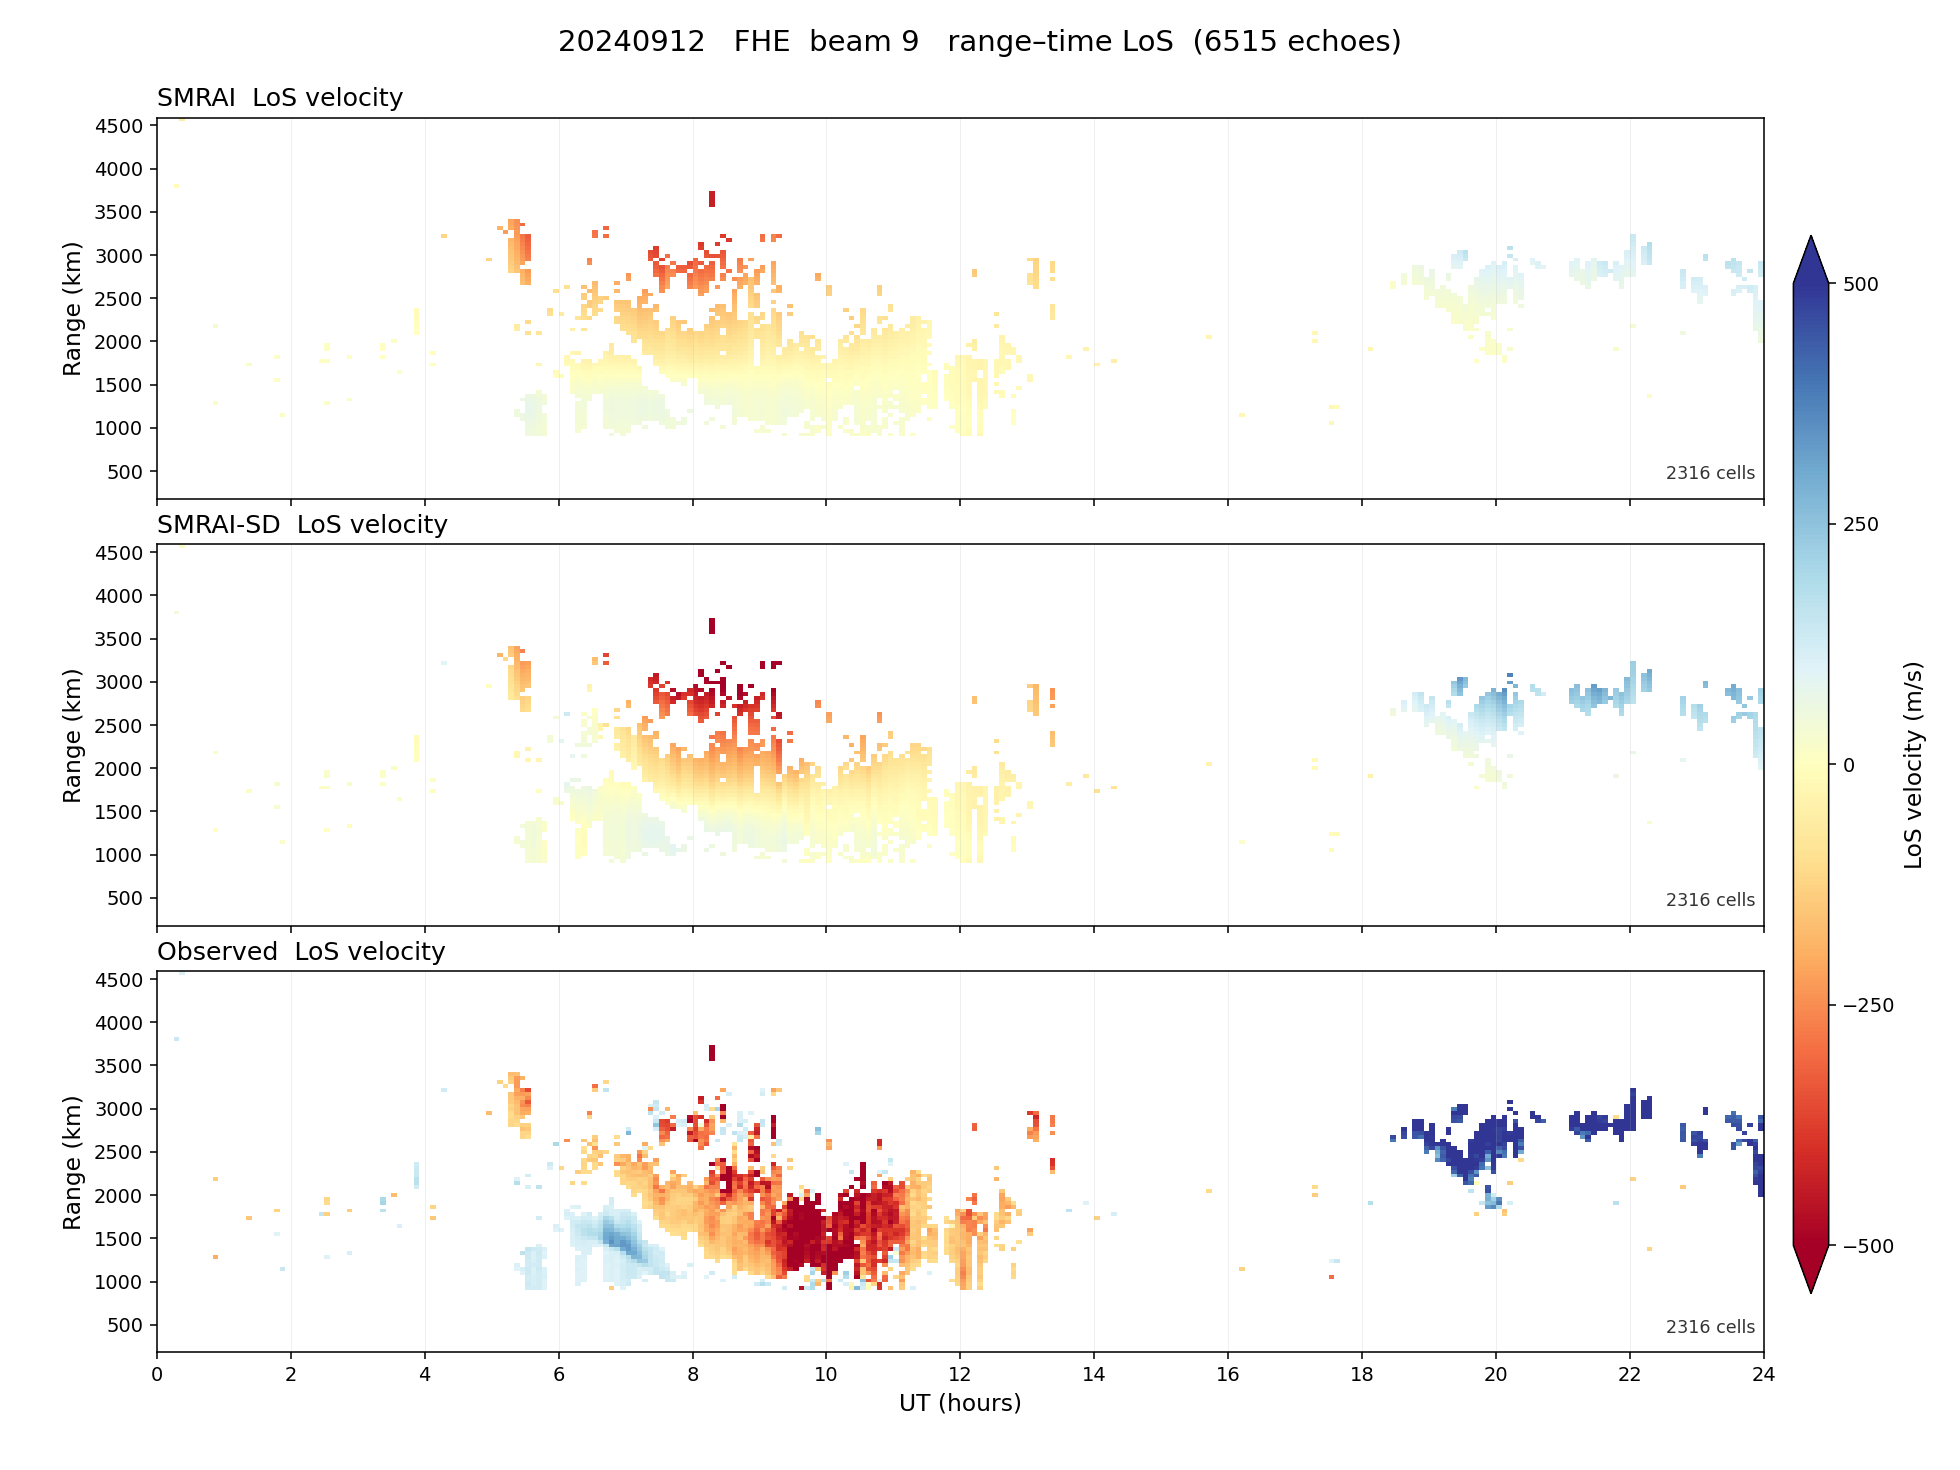 20240912   FHE  beam 9   range–time LoS  (6515 echoes)
SMRAI  LoS velocity
4500
4000
3500
3000
2500
2000
1500
1000
500
Range (km)
2316 cells
SMRAI-SD  LoS velocity
4500
4000
3500
3000
2500
2000
1500
1000
500
Range (km)
2316 cells
Observed  LoS velocity
4500
4000
3500
3000
2500
2000
1500
1000
500
Range (km)
2316 cells
0 2 4 6 8 10 12 14 16 18 20 22 24
UT (hours)
500
250
0
−250
−500
LoS velocity (m/s)